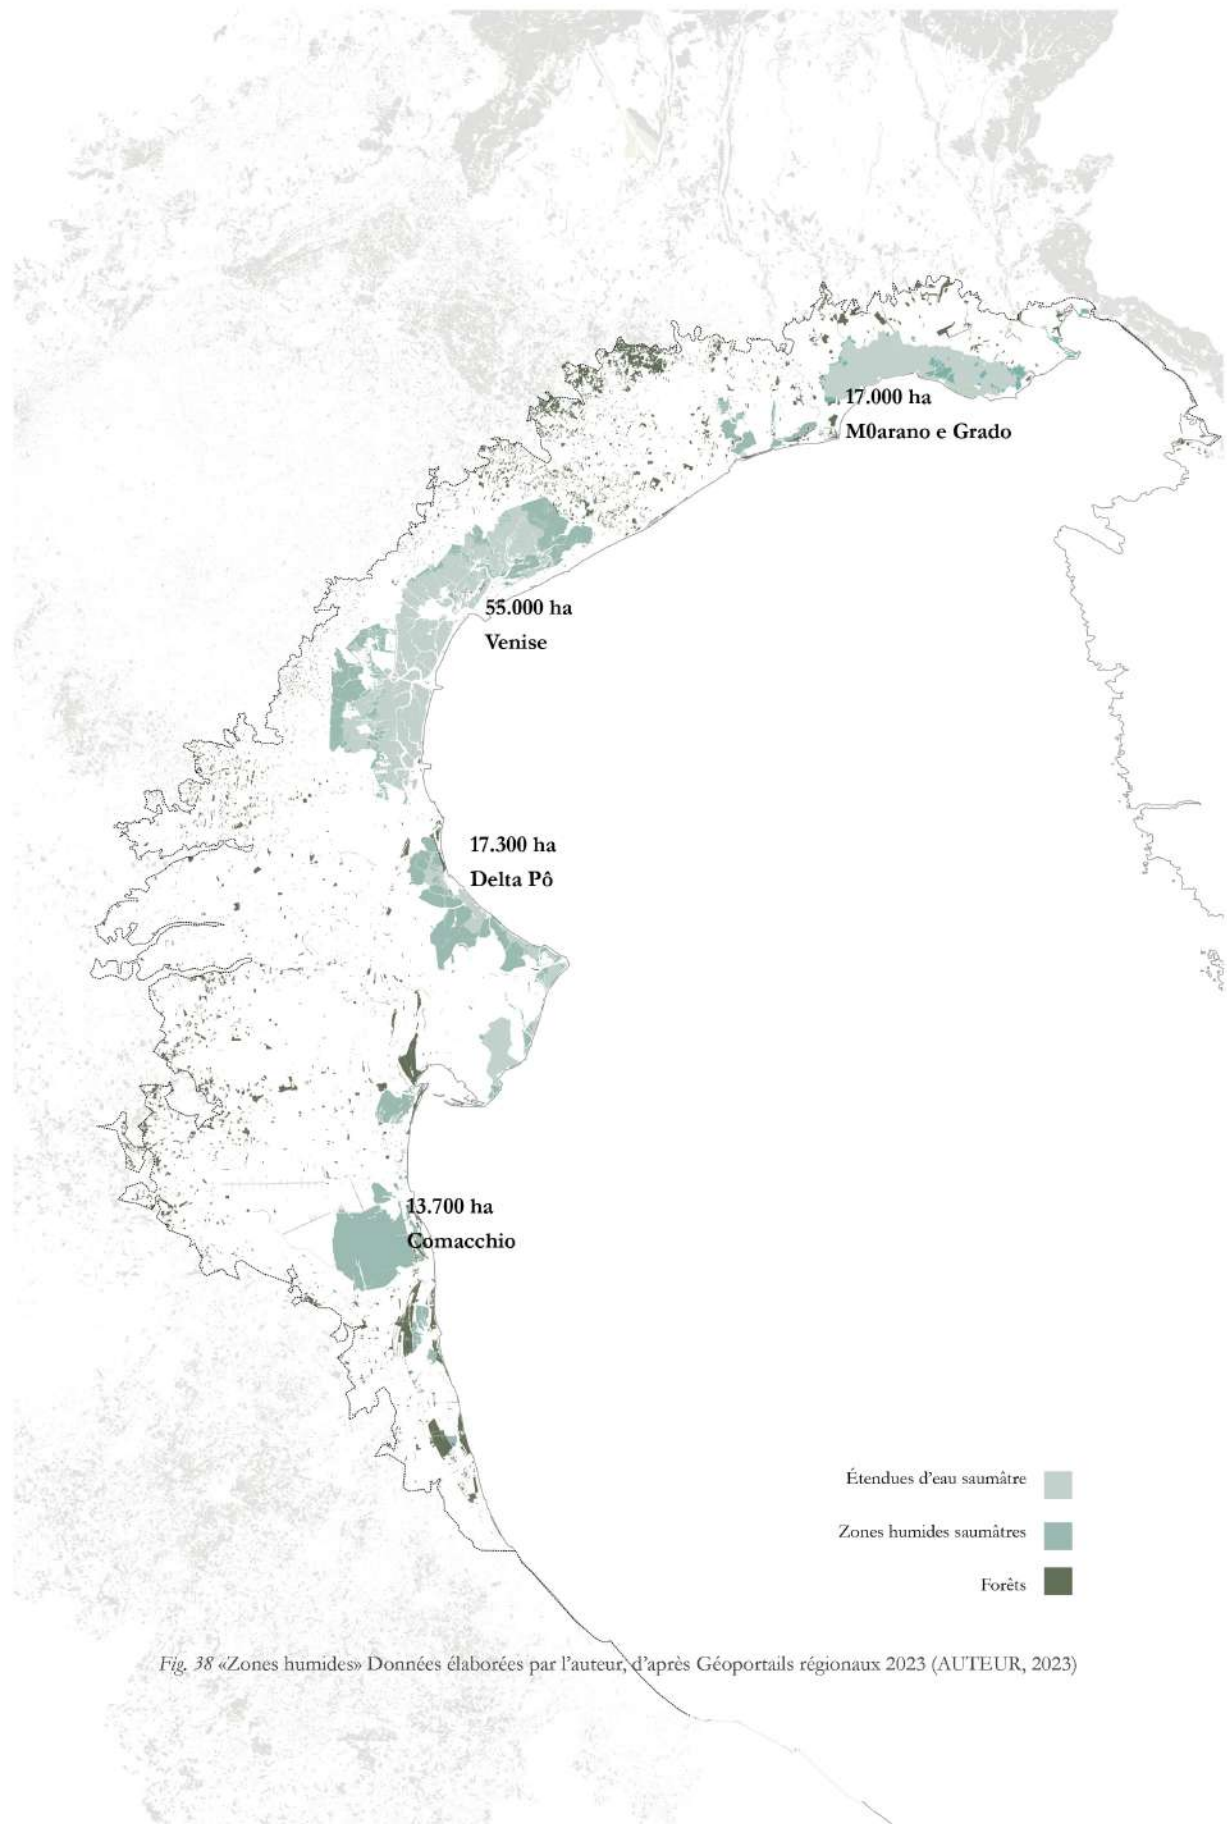 17.000 ha
M0arano e Grado
55.000 ha
Venise
17.300 ha
Delta Pô
13.700 ha
Comacchio
Étendues d'eau saumâtre
Zones humides saumâtres
Forêts
Fig. 38 «Zones humides» Données élaborées par l'auteur, d'après Géoportails régionaux 2023 (AUTEUR, 2023)